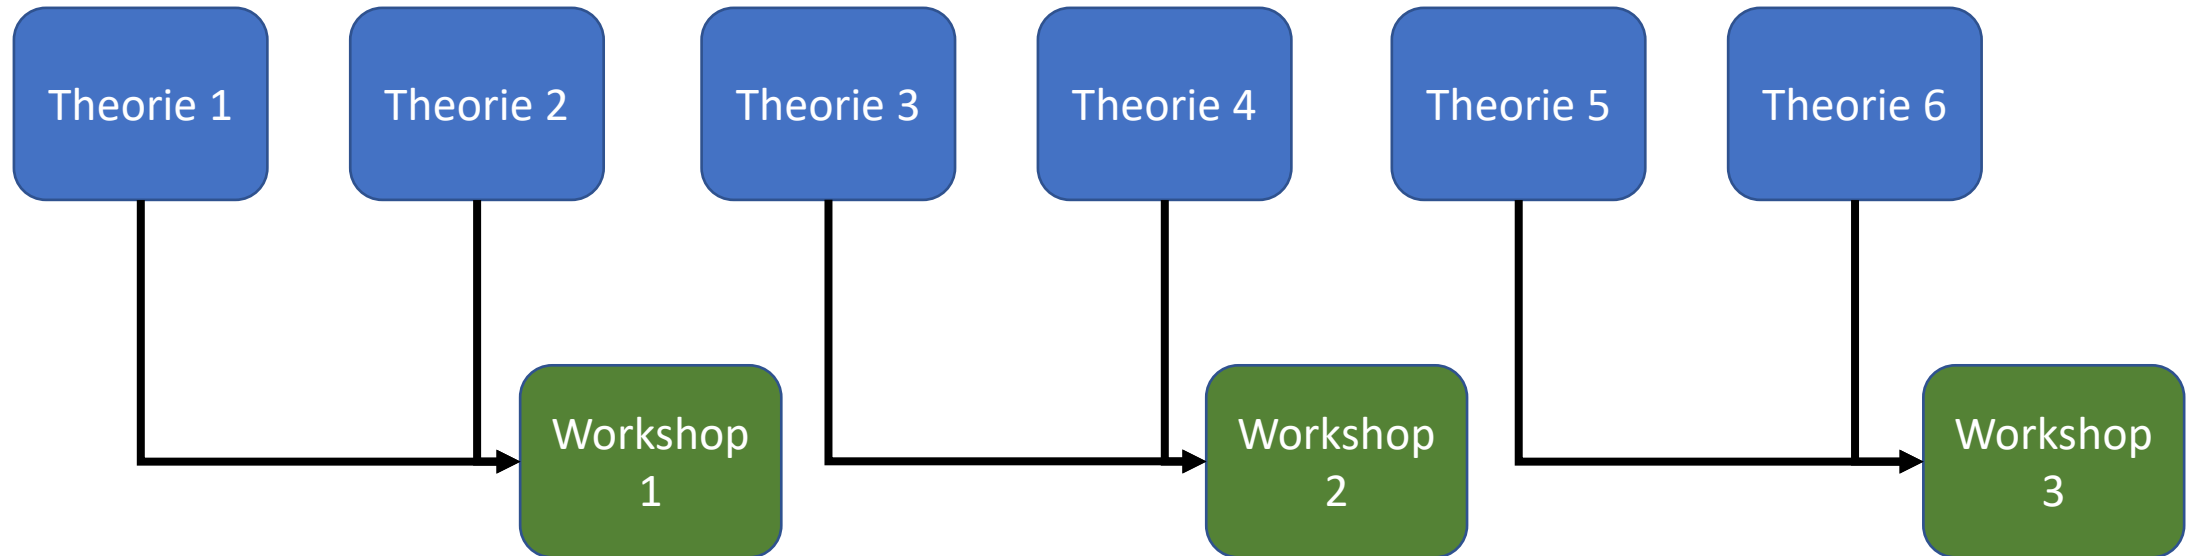 Theorie 1
Theorie 2
Theorie 3
Theorie 4
Theorie 5
Theorie 6
Workshop
1
Workshop
2
Workshop
3